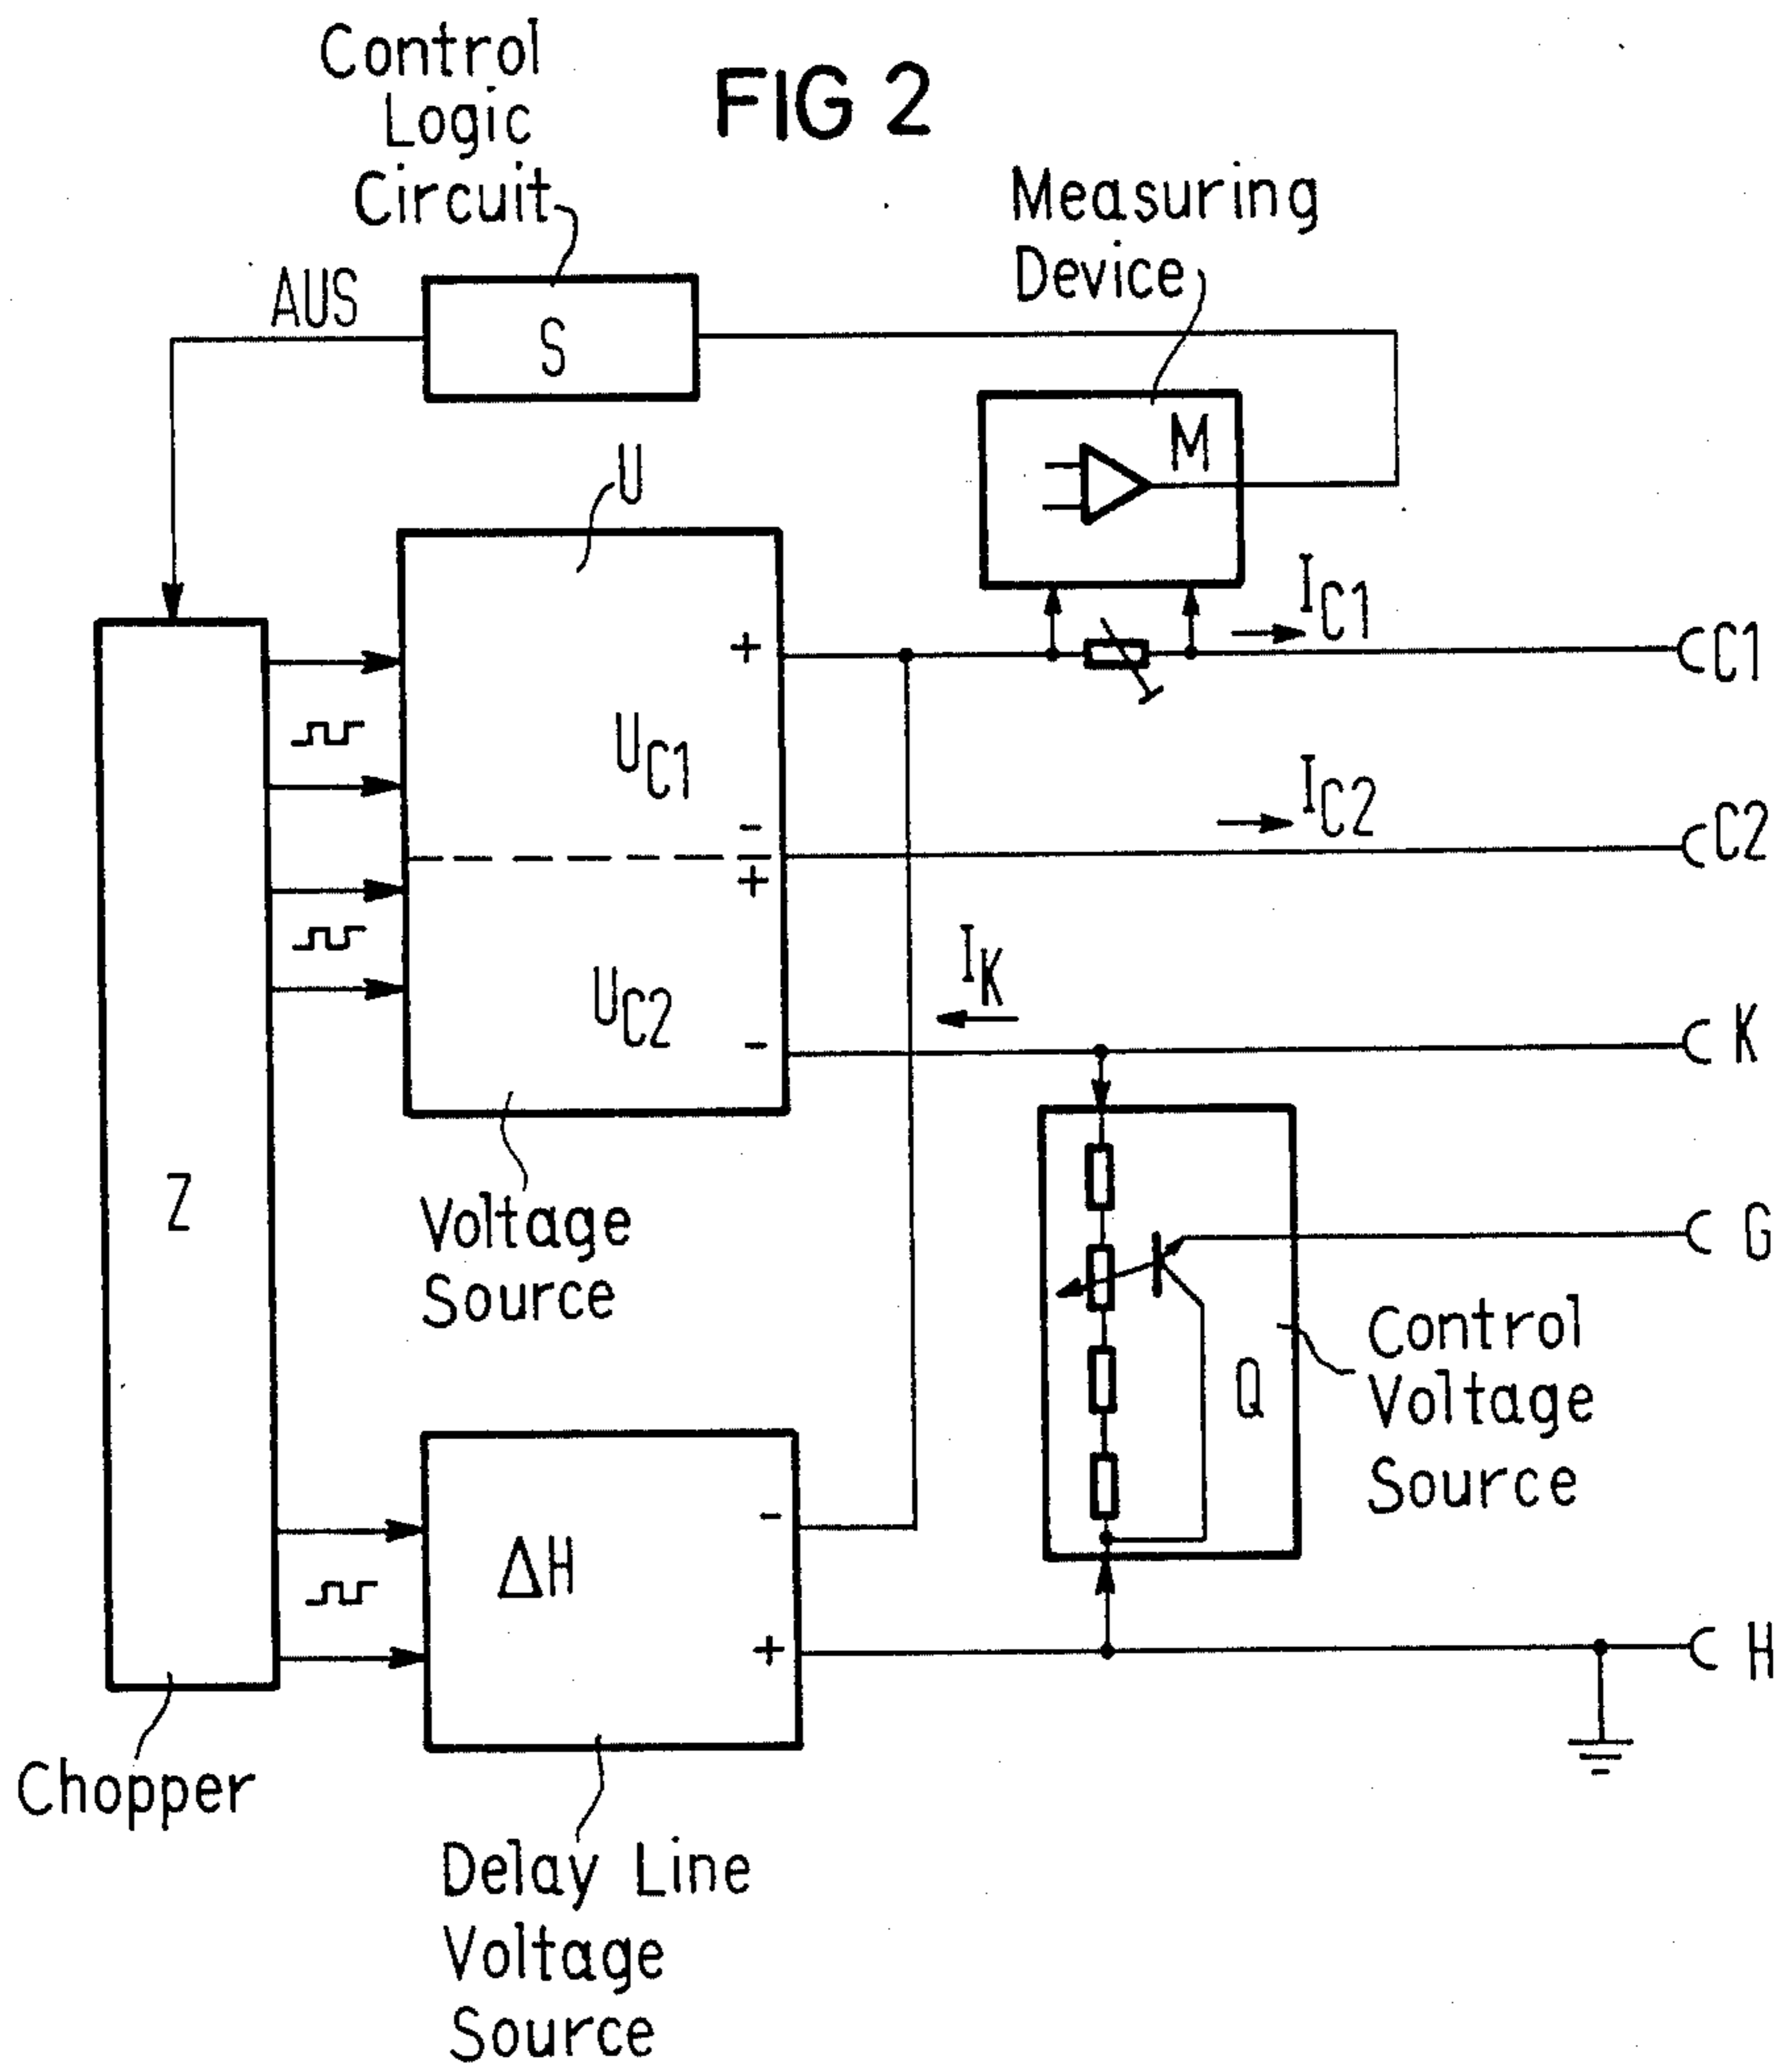 FIG 2
Control
Logic
Circuit
Measuring
Device
AUS
S
M
U
I_C1
C1
+
U_C1
-
I_C2
C2
+
U_C2
I_K
-
K
Z
Voltage
Source
G
Control
Voltage
Source
Q
-
ΔH
+
H
Chopper
Delay Line
Voltage
Source